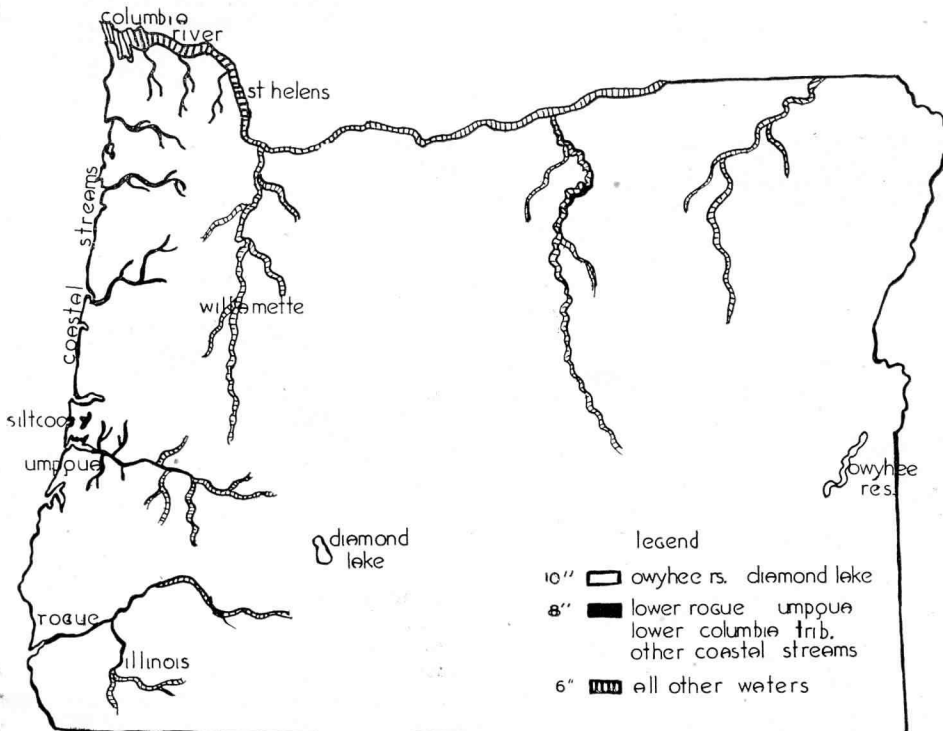 columbia
river
st helens
streams
coastal
willamette
siltcoos
umpqua
owyhee
res.
diamond
lake
rogue
illinois
legend
10" owyhee rs. diamond lake
8" lower rogue umpqua
lower columbia trib.
other coastal streams
6" all other waters